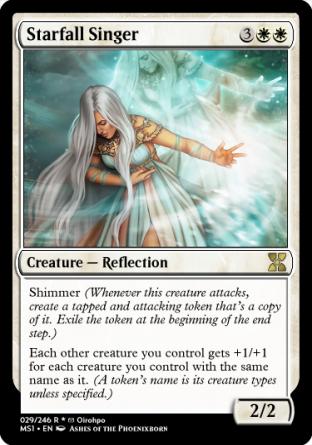 Starfall Singer 3
Creature — Reflection
Shimmer (Whenever this creature attacks,
create a tapped and attacking token that's a copy
of it. Exile the token at the beginning of the end
step.)
Each other creature you control gets +1/+1
for each creature you control with the same
name as it. (A token's name is its creature types
unless specified.)
2/2
029/246 R * Oirohpo
MS1 • EN Ashes of the Phoenixborn